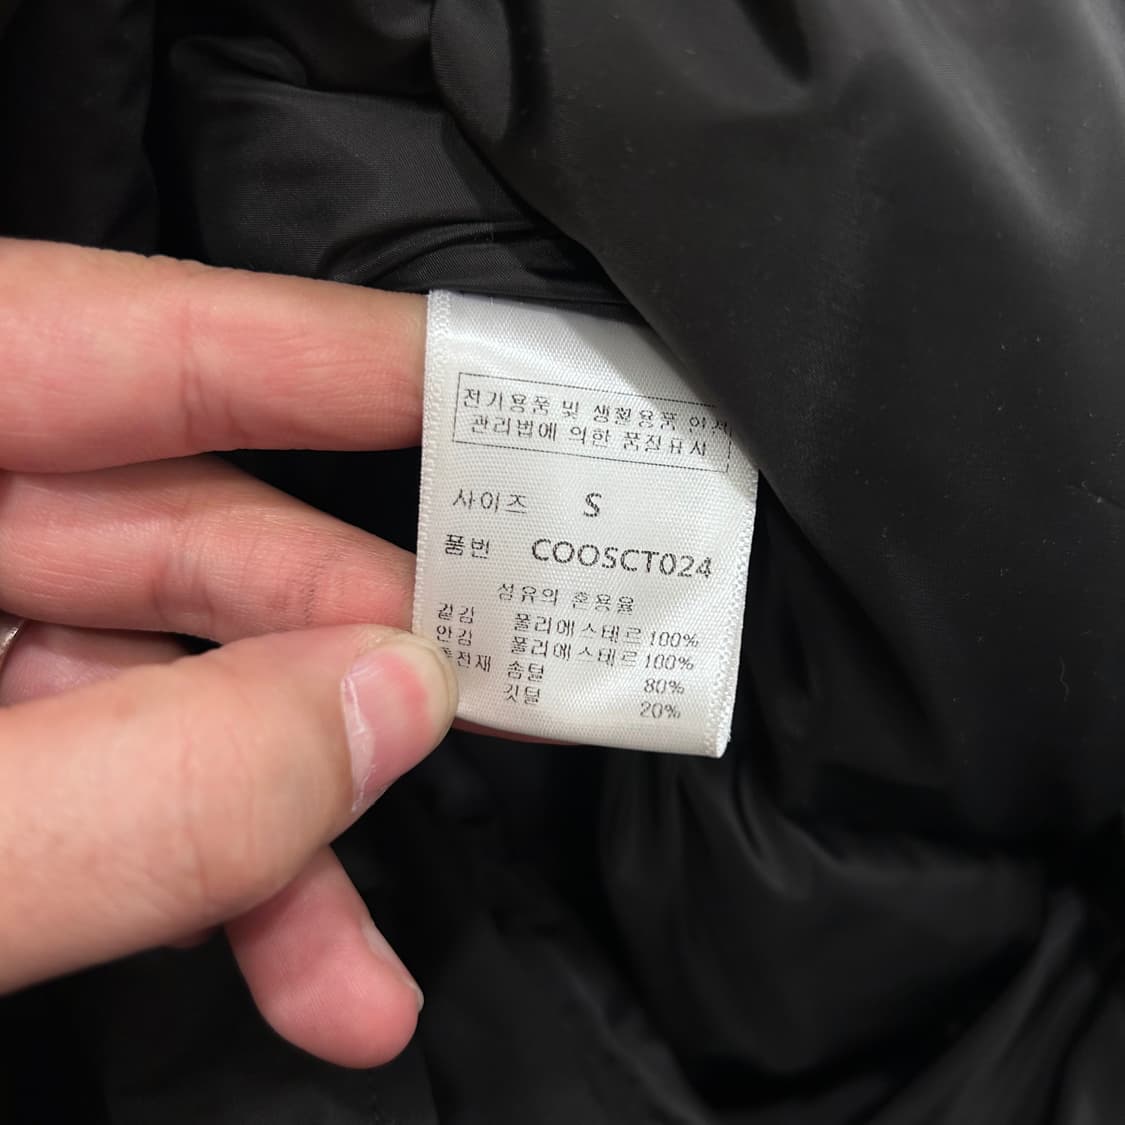 전기용품 및 생활용품 안전
관리법에 의한 품질표시
사이즈 S
품번 COOSCT024
섬유의 혼용율
겉감 폴리에스테르 100%
안감 폴리에스테르 100%
충전재 솜털 80%
깃털 20%